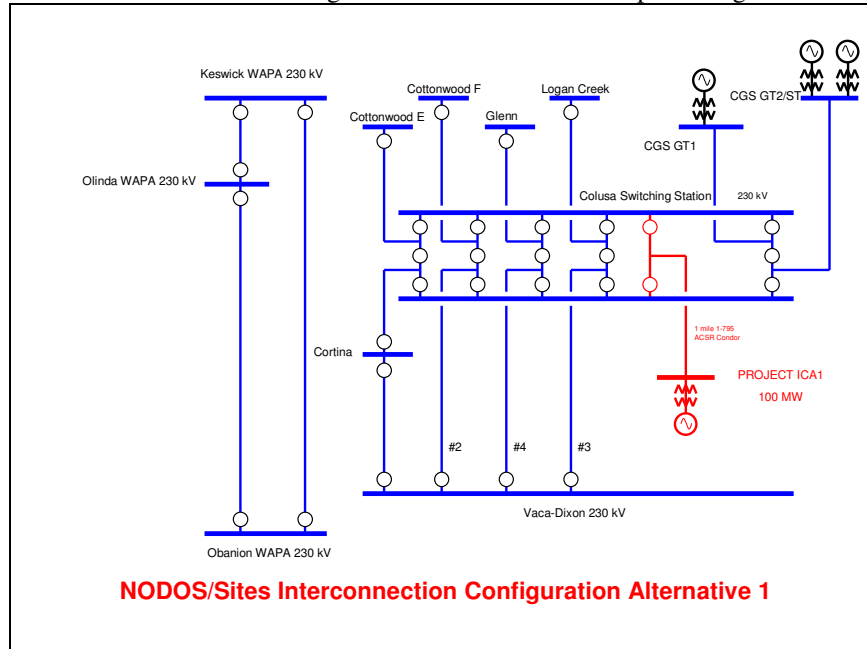 Keswick WAPA 230 kV
Cottonwood F
Logan Creek
CGS GT2/ST
Cottonwood E
Glenn
CGS GT1
Olinda WAPA 230 kV
Colusa Switching Station
230 kV
1 mile 1-795
ACSR Condor
Cortina
PROJECT ICA1
100 MW
#2
#4
#3
Vaca-Dixon 230 kV
Obanion WAPA 230 kV
NODOS/Sites Interconnection Configuration Alternative 1